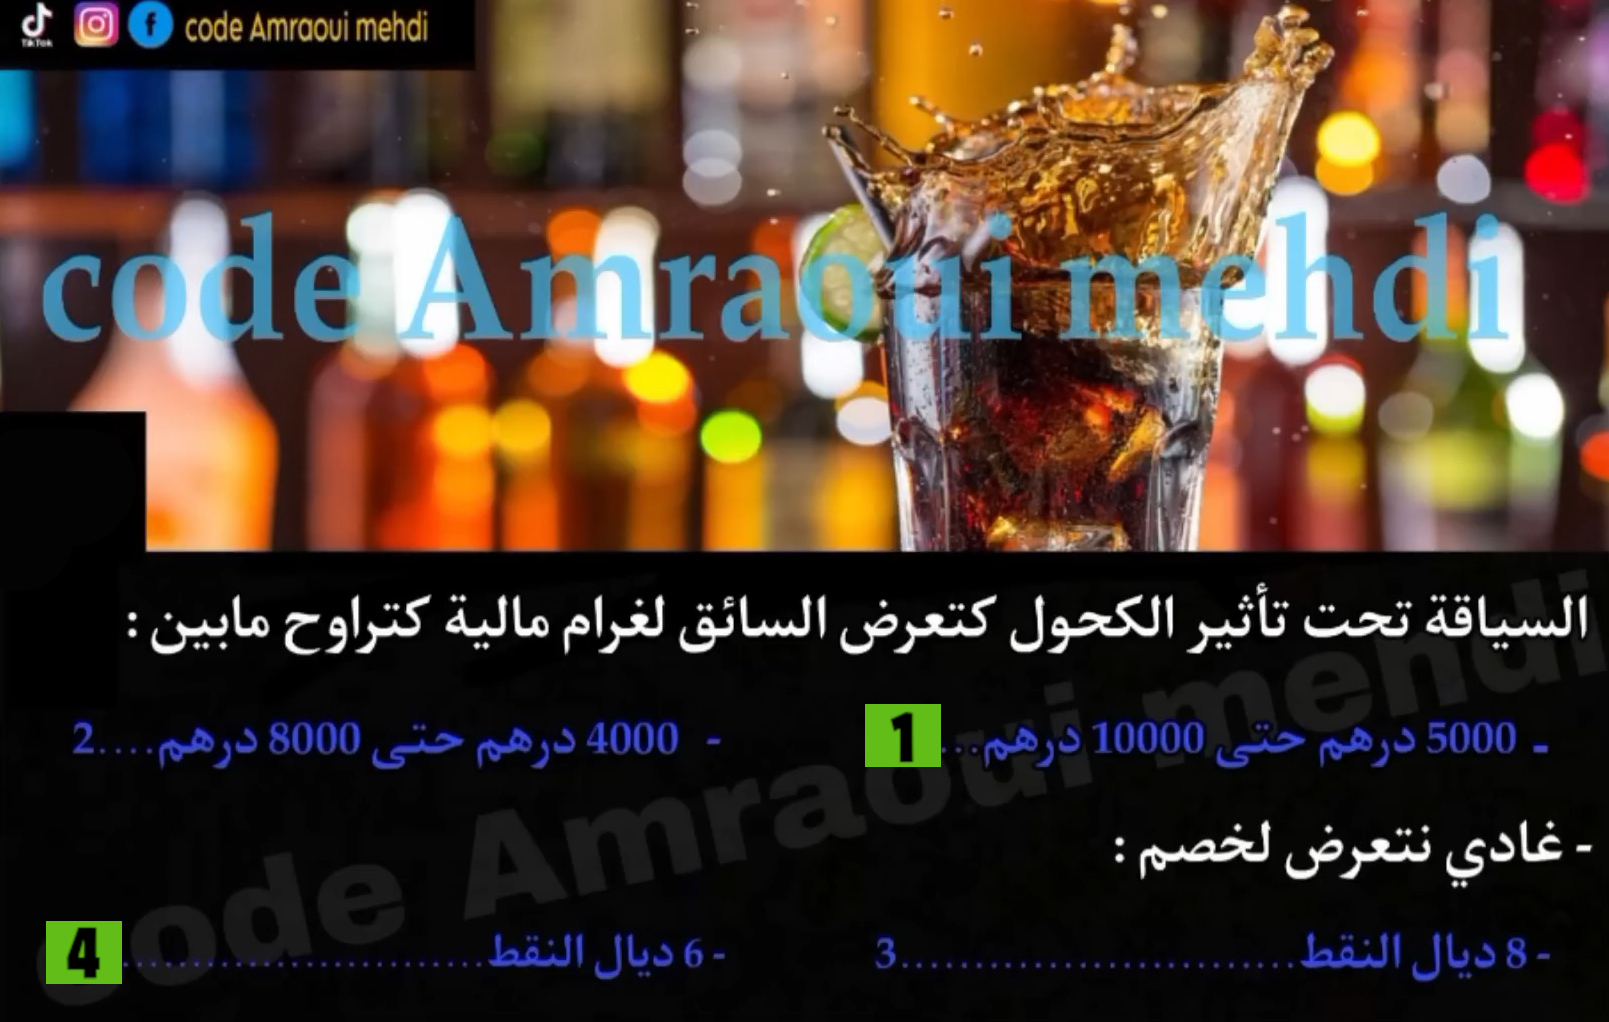 TikTok code Amraoui mehdi
code Amraoui mehdi
السياقة تحت تأثير الكحول كتعرض السائق لغرام مالية كتراوح مابين :
- 5000 درهم حتى 10000 درهم... 1
- 4000 درهم حتى 8000 درهم....2
- غادي نتعرض لخصم :
- 8 ديال النقط...........................3
- 6 ديال النقط......................... 4
code Amraoui mehdi